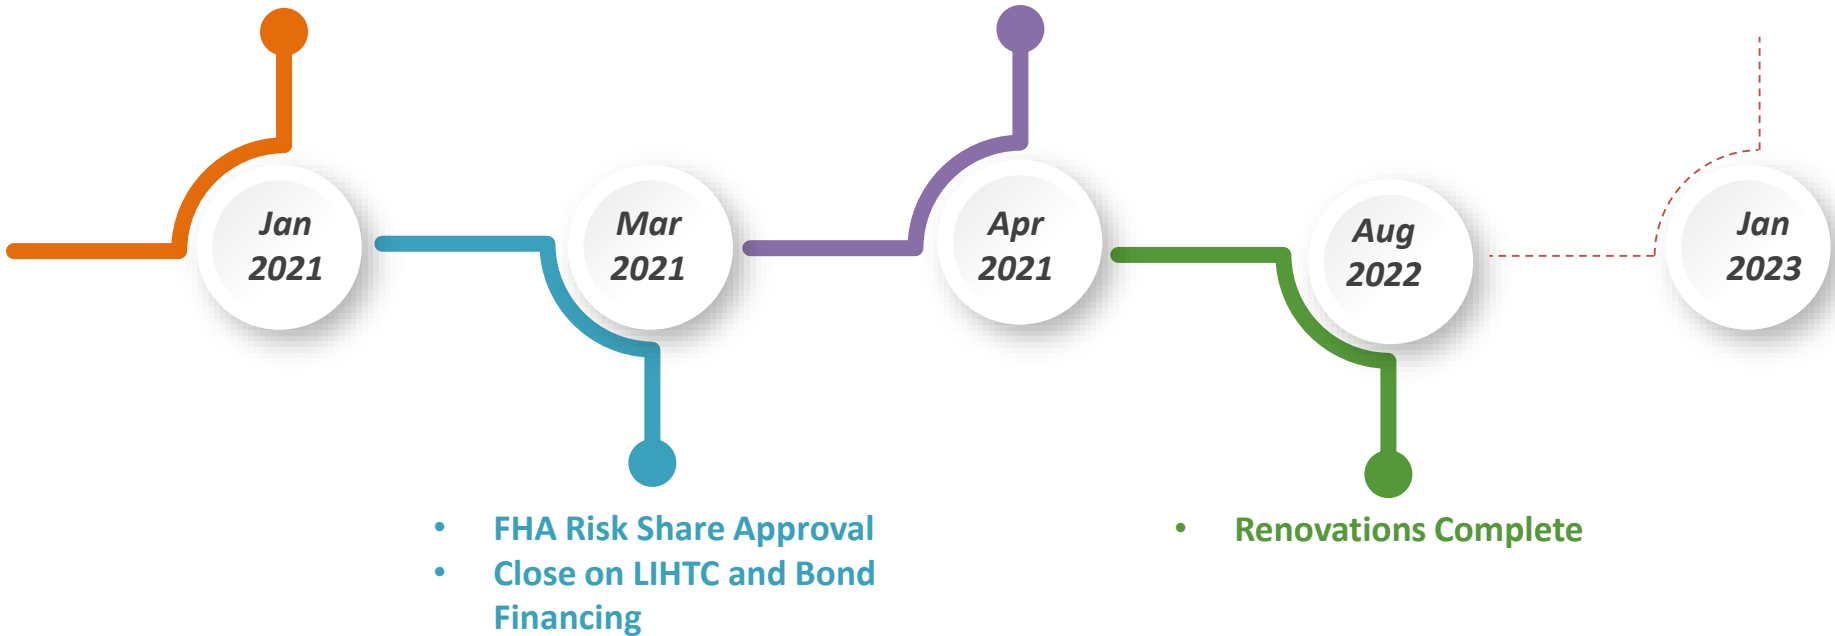 Jan
2021
Mar
2021
Apr
2021
Aug
2022
Jan
2023
• FHA Risk Share Approval
• Close on LIHTC and Bond
Financing
• Renovations Complete